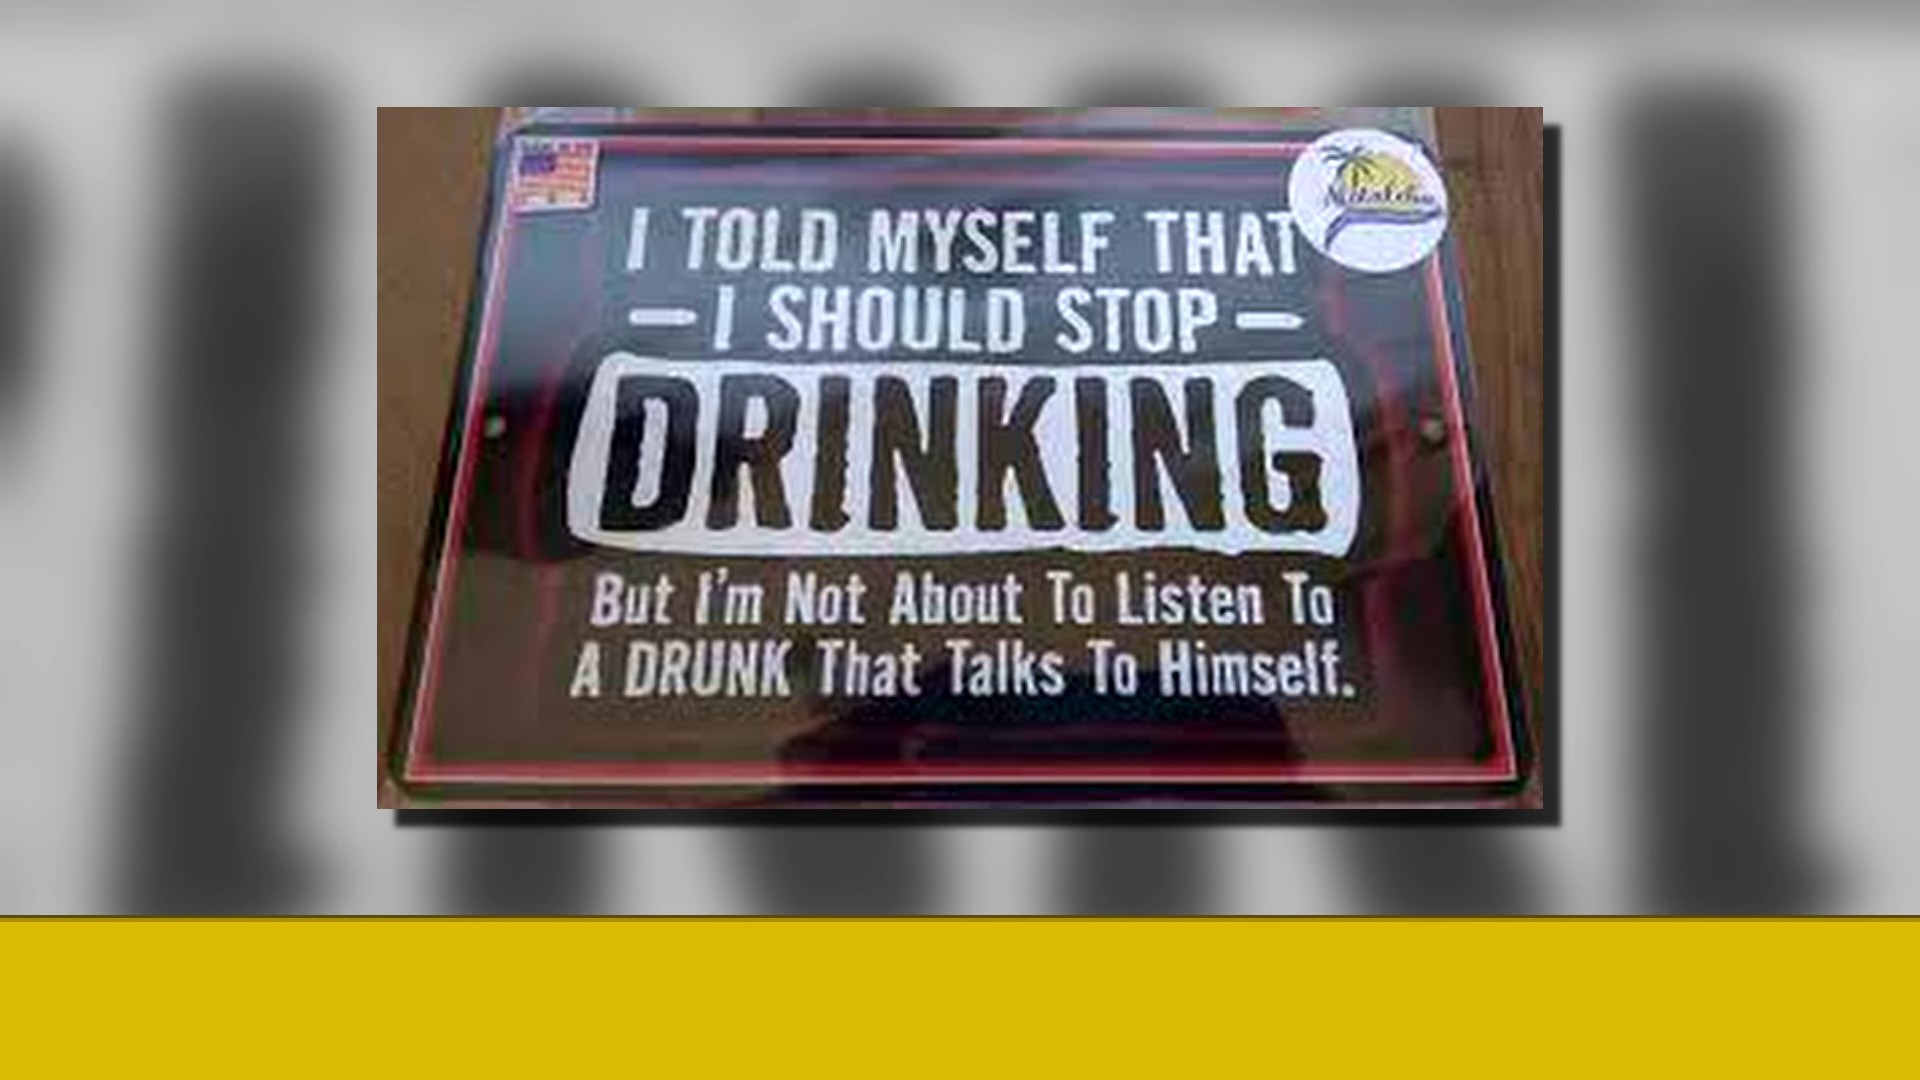 I TOLD MYSELF THAT
– I SHOULD STOP –
DRINKING
But I'm Not About To Listen To
A DRUNK That Talks To Himself.